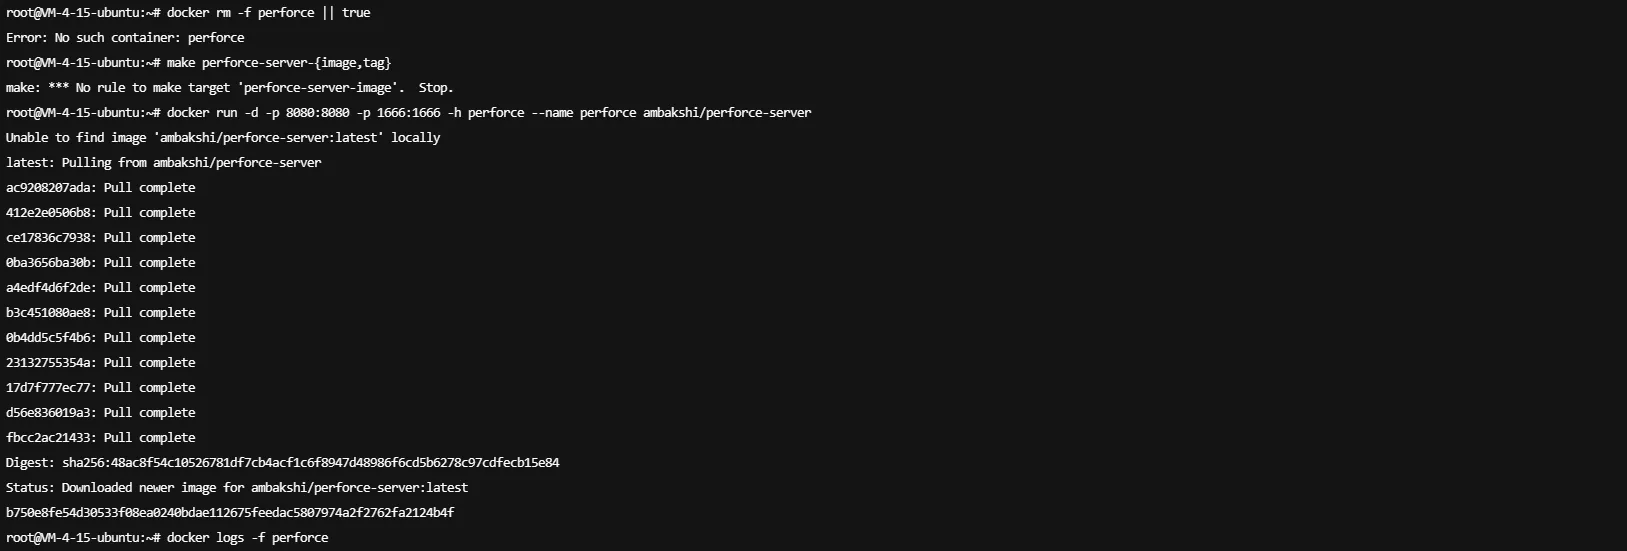 root@VM-4-15-ubuntu:~# docker rm -f perforce || true
Error: No such container: perforce
root@VM-4-15-ubuntu:~# make perforce-server-{image,tag}
make: *** No rule to make target 'perforce-server-image'.  Stop.
root@VM-4-15-ubuntu:~# docker run -d -p 8080:8080 -p 1666:1666 -h perforce --name perforce ambakshi/perforce-server
Unable to find image 'ambakshi/perforce-server:latest' locally
latest: Pulling from ambakshi/perforce-server
ac9208207ada: Pull complete
412e2e0506b8: Pull complete
ce17836c7938: Pull complete
0ba3656ba30b: Pull complete
a4edf4d6f2de: Pull complete
b3c451080ae8: Pull complete
0b4dd5c5f4b6: Pull complete
23132755354a: Pull complete
17d7f777ec77: Pull complete
d56e836019a3: Pull complete
fbcc2ac21433: Pull complete
Digest: sha256:48ac8f54c10526781df7cb4acf1c6f8947d48986f6cd5b6278c97cdfecb15e84
Status: Downloaded newer image for ambakshi/perforce-server:latest
b750e8fe54d30533f08ea0240bdae112675feedac5807974a2f2762fa2124b4f
root@VM-4-15-ubuntu:~# docker logs -f perforce